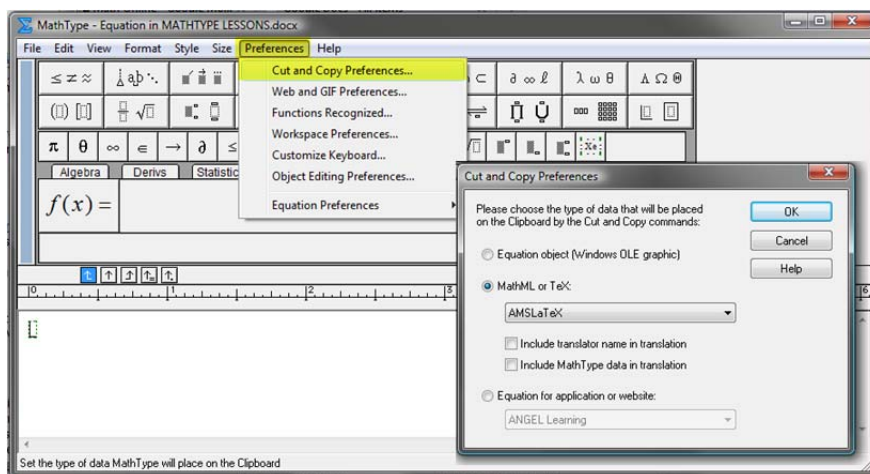 MathType - Equation in MATHTYPE LESSONS.docx
File Edit View Format Style Size Preferences Help
Cut and Copy Preferences...
Web and GIF Preferences...
Functions Recognized...
Workspace Preferences...
Customize Keyboard...
Object Editing Preferences...
Equation Preferences
≤ ≠ ≈
∂ ∞ ℓ
λ ω θ
Λ Ω Θ
π θ ∞ ∈ → ∂ ≤
Algebra Derivs Statistic
f(x) =
0 1 2 3 6
Cut and Copy Preferences
Please choose the type of data that will be placed
on the Clipboard by the Cut and Copy commands:
OK
Cancel
Help
Equation object (Windows OLE graphic)
MathML or TeX:
AMSLaTeX
Include translator name in translation
Include MathType data in translation
Equation for application or website:
ANGEL Learning
Set the type of data MathType will place on the Clipboard